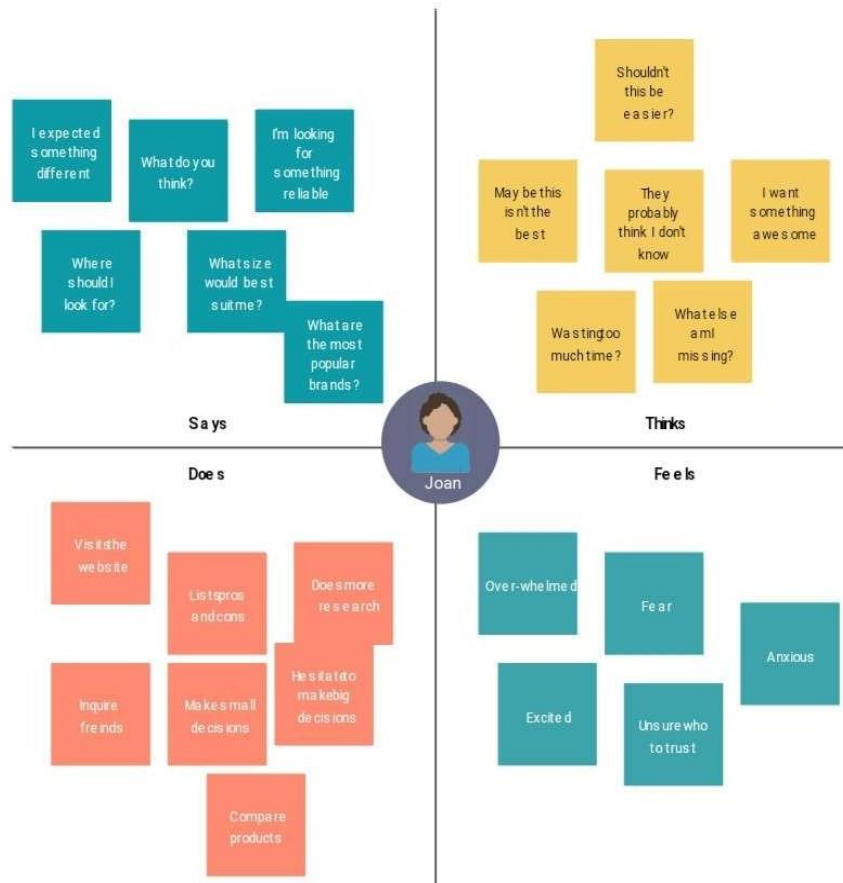 I expected
something
different
What do you
think?
I'm looking
for
something
reliable
Where
should I
look for?
What size
would best
suit me?
What are
the most
popular
brands?
Says
Shouldn't
this be
easier?
May be this
isn't the
best
They
probably
think I don't
know
I want
something
awesome
Wasting too
much time?
What else
am I
missing?
Thinks
Joan
Does
Visits the
website
Lists pros
and cons
Does more
research
Inquire
freinds
Make small
decisions
Hesitate to
make big
decisions
Compare
products
Feels
Over-whelmed
Fear
Anxious
Excited
Unsure who
to trust